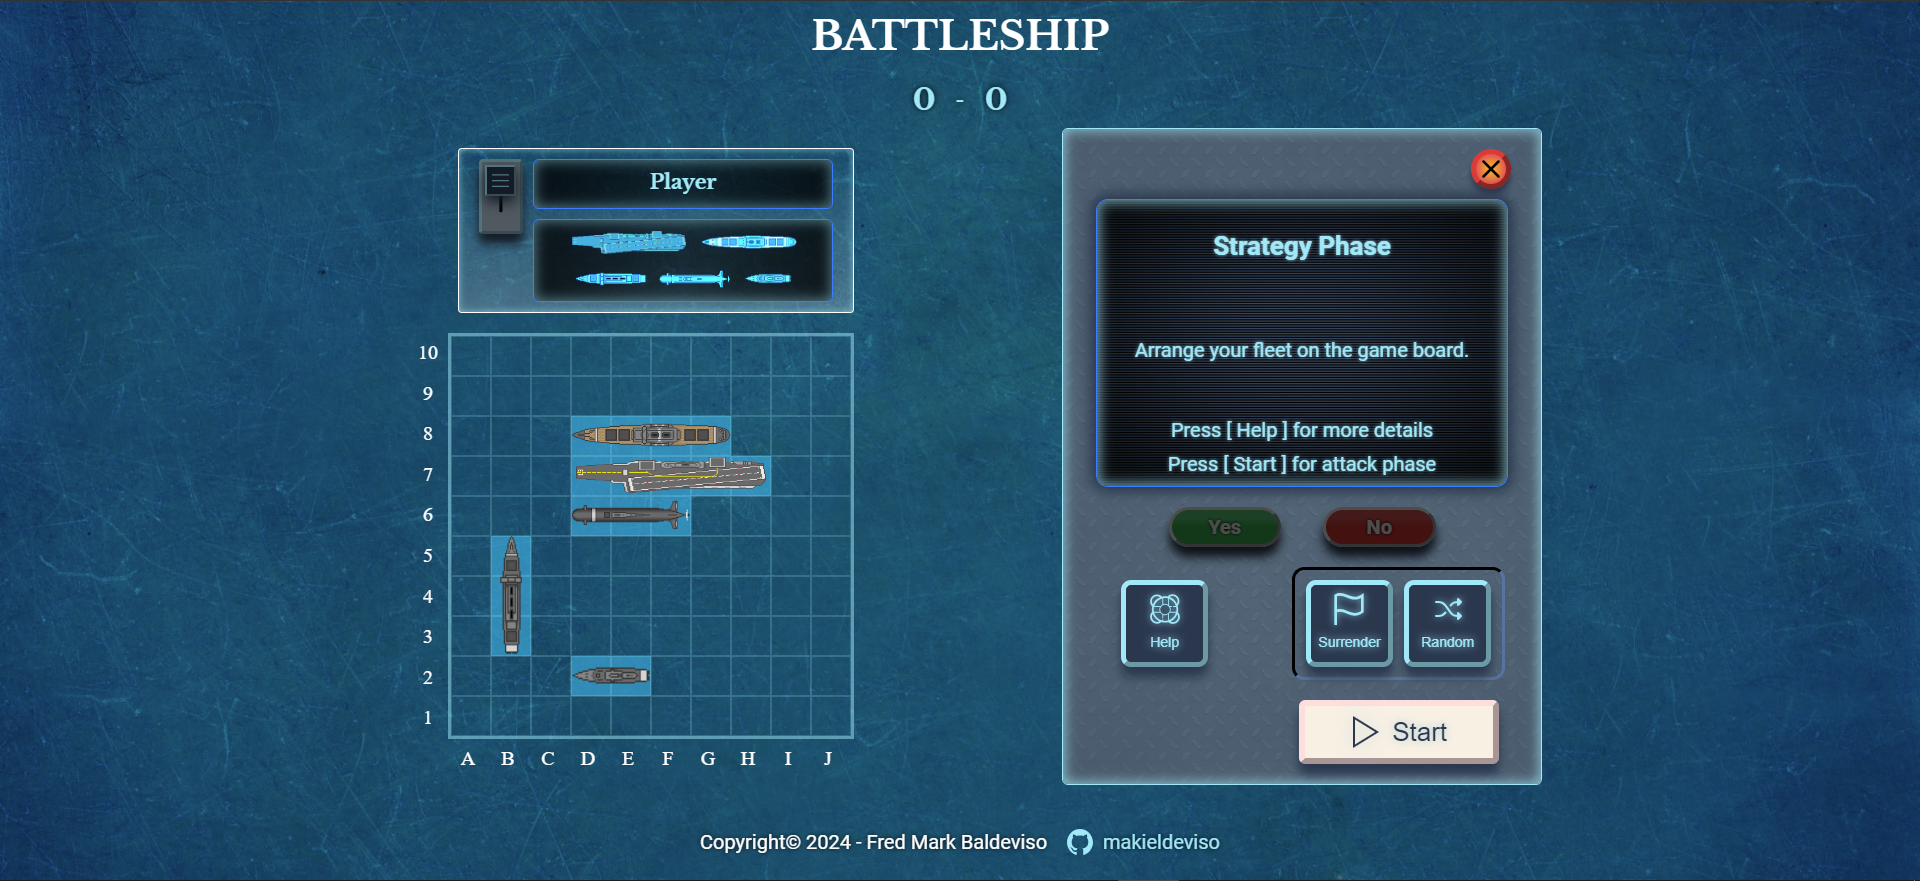 BATTLESHIP
0 - 0
Player
10
9
8
7
6
5
4
3
2
1
A B C D E F G H I J
Strategy Phase
Arrange your fleet on the game board.
Press [ Help ] for more details
Press [ Start ] for attack phase
Yes No
Help Surrender Random
Start
Copyright© 2024 - Fred Mark Baldeviso makieldeviso